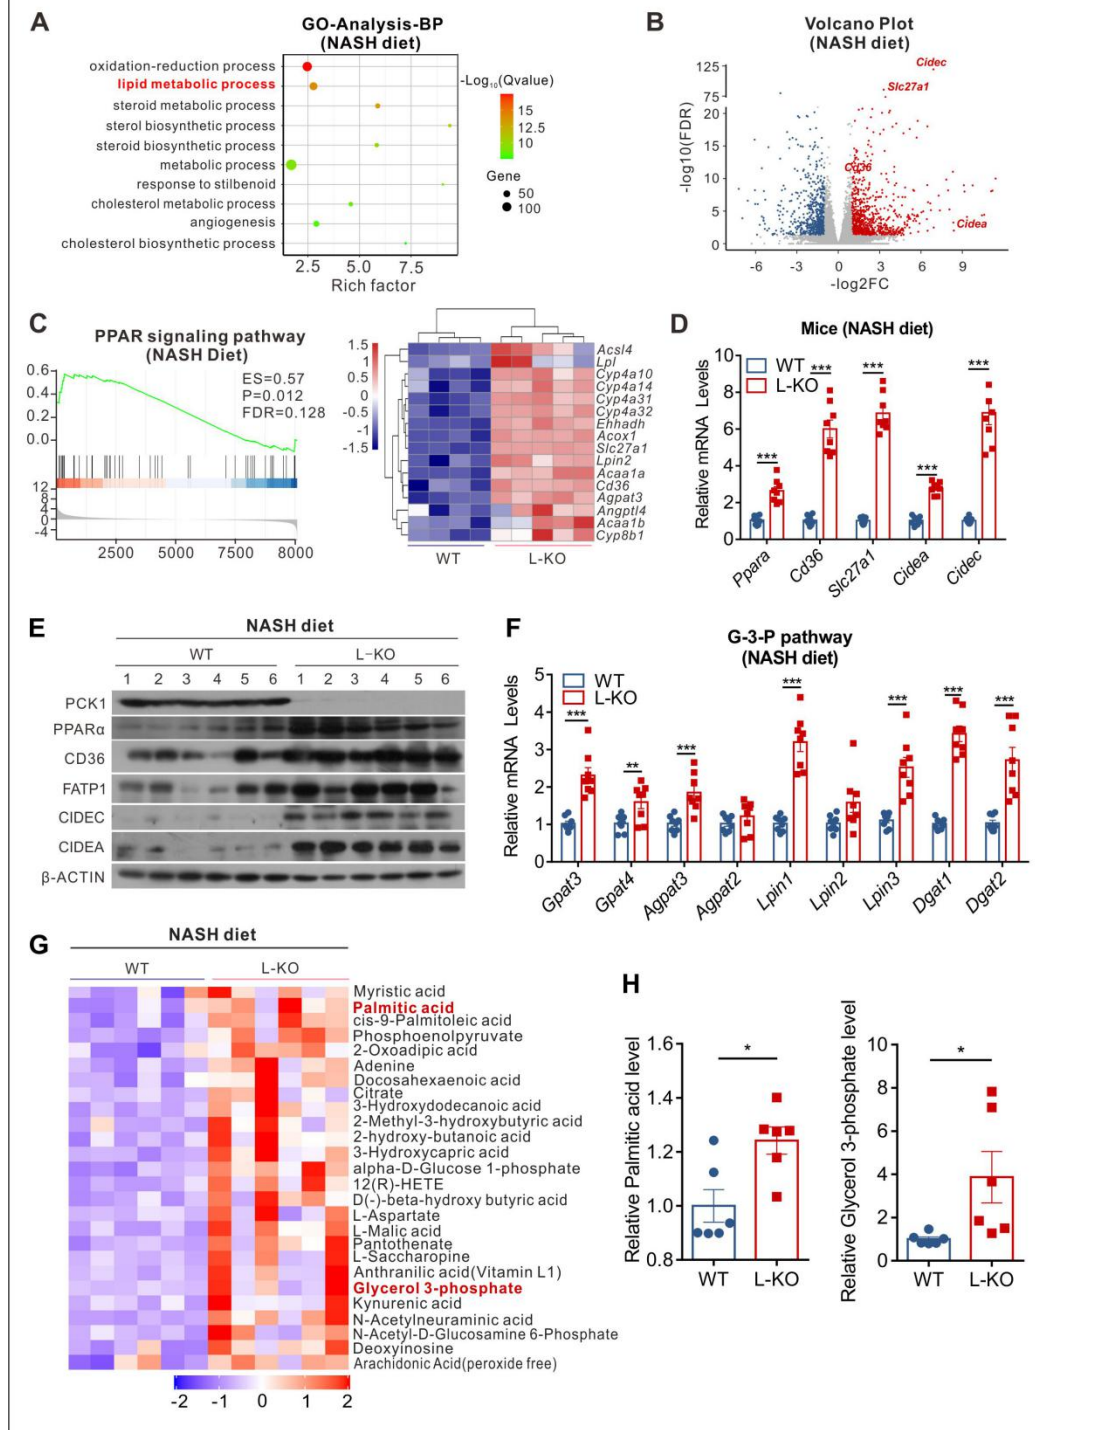 A
GO-Analysis-BP
(NASH diet)
oxidation-reduction process
lipid metabolic process
steroid metabolic process
sterol biosynthetic process
steroid biosynthetic process
metabolic process
response to stilbenoid
cholesterol metabolic process
angiogenesis
cholesterol biosynthetic process
2.5 5.0 7.5
Rich factor
-Log10(Qvalue)
15
12.5
10
Gene
50
100
B
Volcano Plot
(NASH diet)
125
75
20
15
10
5
0
-log10(FDR)
Cidec
Slc27a1
Cd36
Cidea
-6 -3 0 3 6 9
-log2FC
C
PPAR signaling pathway
(NASH Diet)
0.6
0.4
0.2
0.0
ES=0.57
P=0.012
FDR=0.128
12
8
4
0
-4
2500 5000 7500 8000
1.5
1
0.5
0
-0.5
-1
-1.5
Acsl4
Lpl
Cyp4a10
Cyp4a14
Cyp4a31
Cyp4a32
Ehhadh
Acox1
Slc27a1
Lpin2
Acaa1a
Cd36
Agpat3
Angptl4
Acaa1b
Cyp8b1
WT L-KO
D
Mice (NASH diet)
WT
L-KO
Relative mRNA Levels
10
8
6
4
2
0
*** *** *** *** ***
Ppara Cd36 Slc27a1 Cidea Cidec
E
NASH diet
WT L-KO
1 2 3 4 5 6 1 2 3 4 5 6
PCK1
PPARα
CD36
FATP1
CIDEC
CIDEA
β-ACTIN
F
G-3-P pathway
(NASH diet)
WT
L-KO
Relative mRNA Levels
5
4
3
2
1
0
*** ** *** *** *** *** ***
Gpat3 Gpat4 Agpat3 Agpat2 Lpin1 Lpin2 Lpin3 Dgat1 Dgat2
G
NASH diet
WT L-KO
Myristic acid
Palmitic acid
cis-9-Palmitoleic acid
Phosphoenolpyruvate
2-Oxoadipic acid
Adenine
Docosahexaenoic acid
Citrate
3-Hydroxydodecanoic acid
2-Methyl-3-hydroxybutyric acid
2-hydroxy-butanoic acid
3-Hydroxycapric acid
alpha-D-Glucose 1-phosphate
12(R)-HETE
D(-)-beta-hydroxy butyric acid
L-Aspartate
L-Malic acid
Pantothenate
L-Saccharopine
Anthranilic acid(Vitamin L1)
Glycerol 3-phosphate
Kynurenic acid
N-Acetylneuraminic acid
N-Acetyl-D-Glucosamine 6-Phosphate
Deoxyinosine
Arachidonic Acid(peroxide free)
-2 -1 0 1 2
H
Relative Palmitic acid level
1.6
1.4
1.2
1.0
0.8
*
WT L-KO
Relative Glycerol 3-phosphate level
10
8
6
4
2
0
*
WT L-KO